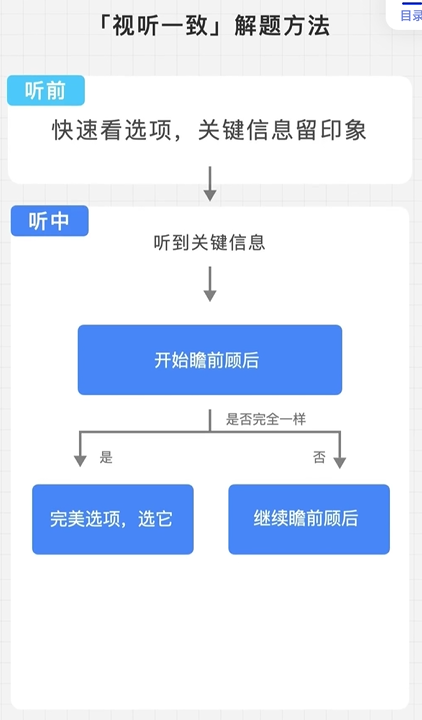 目录
「视听一致」解题方法
听前
快速看选项，关键信息留印象
听中
听到关键信息
开始瞻前顾后
是否完全一样
是
否
完美选项，选它
继续瞻前顾后